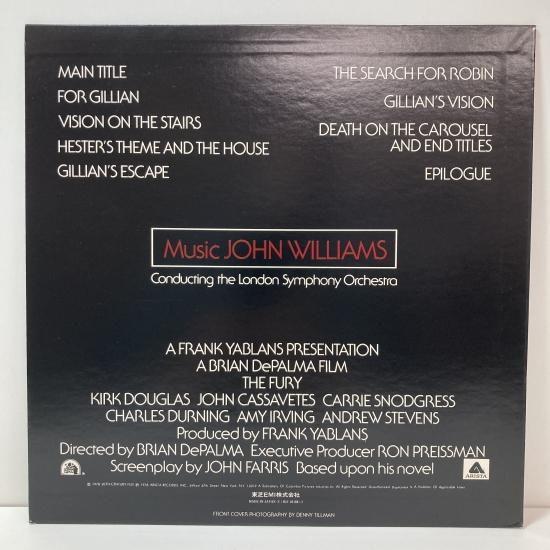 MAIN TITLE
FOR GILLIAN
VISION ON THE STAIRS
HESTER'S THEME AND THE HOUSE
GILLIAN'S ESCAPE
THE SEARCH FOR ROBIN
GILLIAN'S VISION
DEATH ON THE CAROUSEL
AND END TITLES
EPILOGUE
Music JOHN WILLIAMS
Conducting the London Symphony Orchestra
A FRANK YABLANS PRESENTATION
A BRIAN DePALMA FILM
THE FURY
KIRK DOUGLAS JOHN CASSAVETES CARRIE SNODGRESS
CHARLES DURNING AMY IRVING ANDREW STEVENS
Produced by FRANK YABLANS
Directed by BRIAN DePALMA Executive Producer RON PREISSMAN
Screenplay by JOHN FARRIS Based upon his novel
ARISTA
東芝EMI株式会社
MADE IN JAPAN
FRONT COVER PHOTOGRAPHY BY DENNY TILLMAN